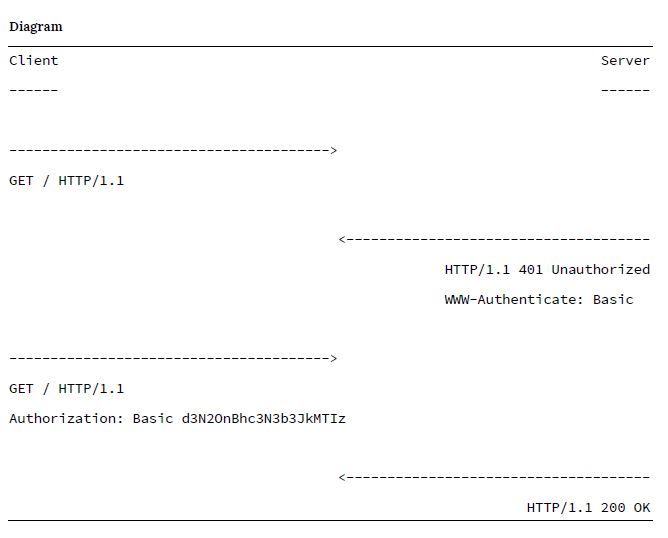 Diagram
Client Server
------ ------
--------------------------------------->
GET / HTTP/1.1
<-------------------------------------
HTTP/1.1 401 Unauthorized
WWW-Authenticate: Basic
--------------------------------------->
GET / HTTP/1.1
Authorization: Basic d3N2OnBhc3N3b3JkMTIz
<-------------------------------------
HTTP/1.1 200 OK